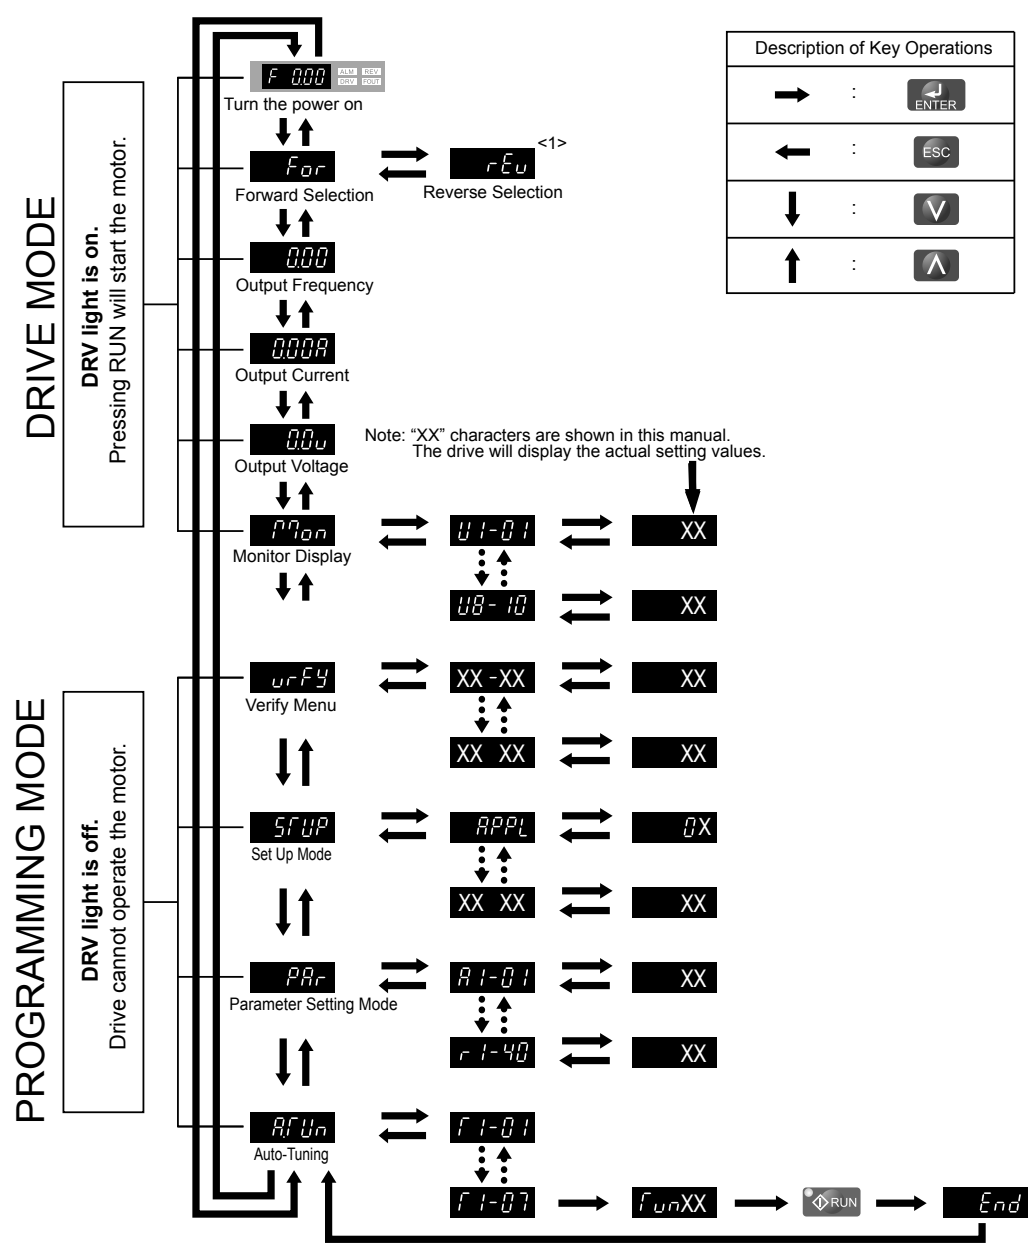 DRIVE MODE
DRV light is on.
Pressing RUN will start the motor.
F 0.00
ALM REV
DRV FOUT
Turn the power on
For
rEv
<1>
Forward Selection
Reverse Selection
0.00
Output Frequency
0.00A
Output Current
0.0v
Output Voltage
Note: “XX” characters are shown in this manual.
The drive will display the actual setting values.
Mon
U1-01
XX
Monitor Display
U8-10
XX
Description of Key Operations
:
ENTER
:
ESC
:
V
:
Λ
PROGRAMMING MODE
DRV light is off.
Drive cannot operate the motor.
vrFy
XX -XX
XX
Verify Menu
XX XX
XX
STUP
APPL
0X
Set Up Mode
XX XX
XX
PAr
A1-01
XX
Parameter Setting Mode
r1-40
XX
A.TUn
T1-01
Auto-Tuning
T1-07
TunXX
RUN
End